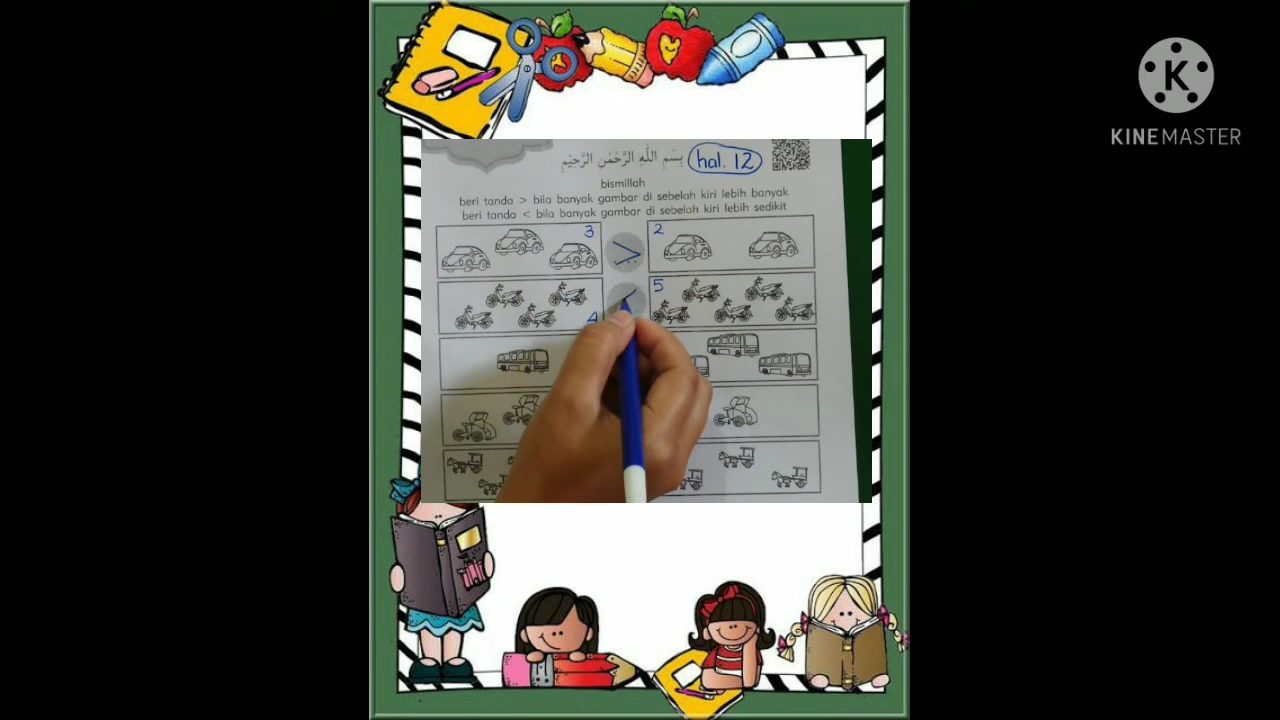 KINEMASTER
بِسْمِ اللّٰهِ الرَّحْمٰنِ الرَّحِيْمِ hal. 12
bismillah
beri tanda > bila banyak gambar di sebelah kiri lebih banyak
beri tanda < bila banyak gambar di sebelah kiri lebih sedikit
3 > 2
4 < 5